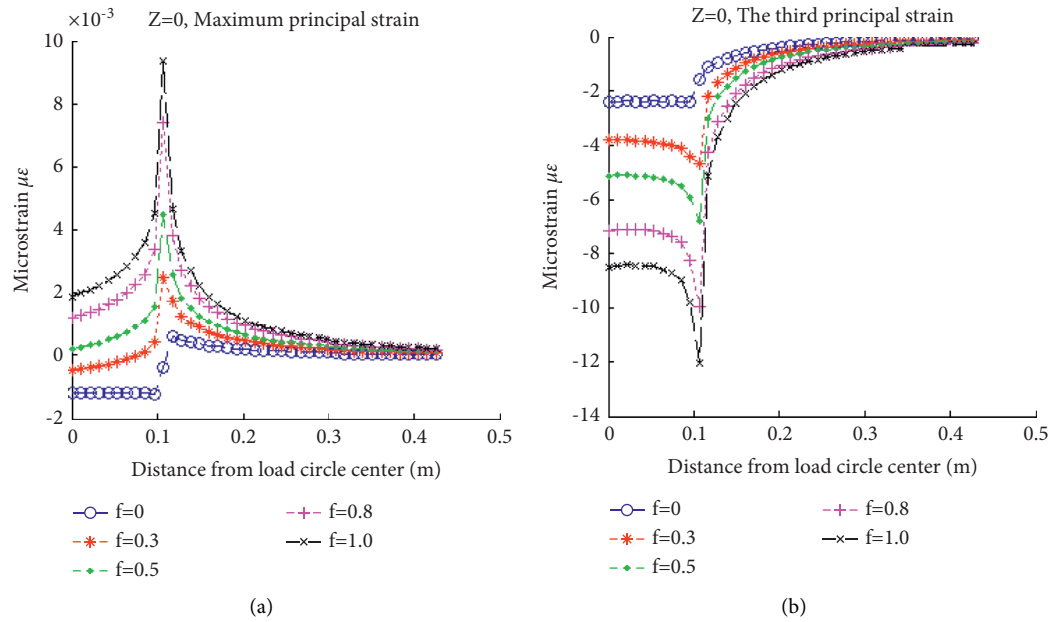 Z=0, Maximum principal strain
×10⁻³
10
8
6
4
2
0
-2
Microstrain με
0
0.1
0.2
0.3
0.4
0.5
Distance from load circle center (m)
f=0
f=0.3
f=0.5
f=0.8
f=1.0
(a)
Z=0, The third principal strain
0
-2
-4
-6
-8
-10
-12
-14
Microstrain με
0
0.1
0.2
0.3
0.4
0.5
Distance from load circle center (m)
f=0
f=0.3
f=0.5
f=0.8
f=1.0
(b)